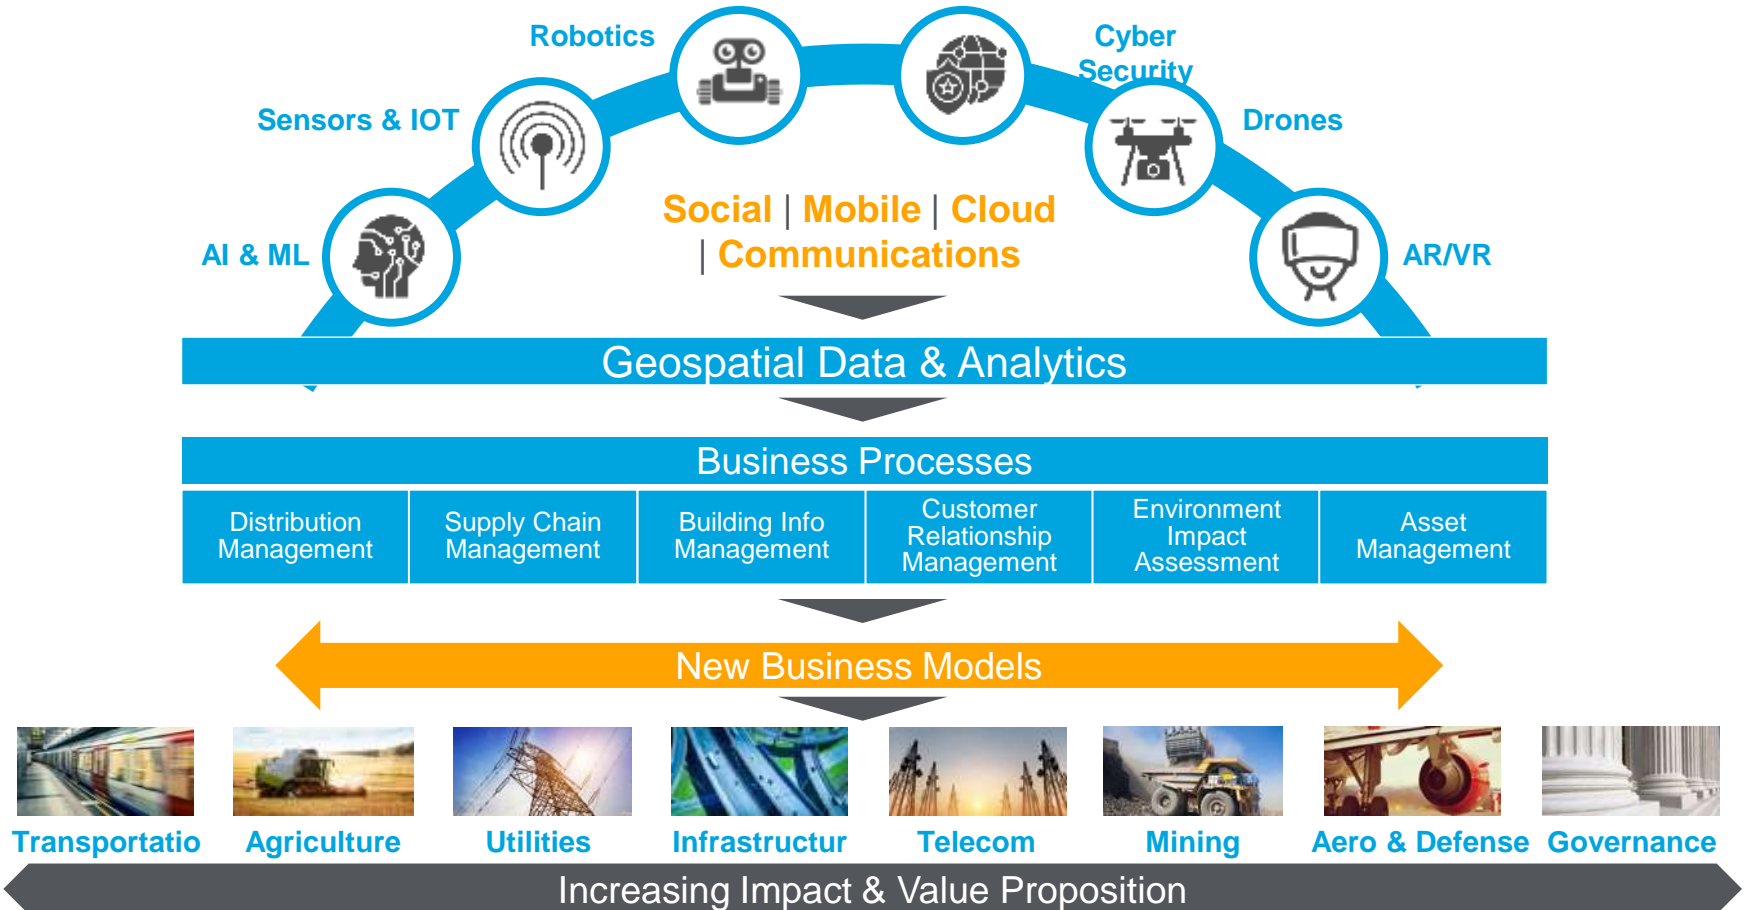 Robotics
Cyber
Security
Sensors & IOT
Drones
Social | Mobile | Cloud
| Communications
AI & ML
AR/VR
Geospatial Data & Analytics
Business Processes
Distribution
Management
Supply Chain
Management
Building Info
Management
Customer
Relationship
Management
Environment
Impact
Assessment
Asset
Management
New Business Models
Transportatio
Agriculture
Utilities
Infrastructur
Telecom
Mining
Aero & Defense
Governance
Increasing Impact & Value Proposition